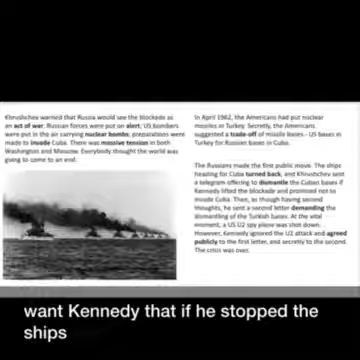 Khrushchev warned that Russia would see the blockade as
an act of war. Russian forces were put on alert; US bombers
were put in the air carrying nuclear bombs; preparations were
made to invade Cuba. There was massive tension in both
Washington and Moscow. Everybody thought the world was
going to come to an end.
In April 1962, the Americans had put nuclear
missiles in Turkey. Secretly, the Americans
suggested a trade-off of missile bases - US bases in
Turkey for Russian bases in Cuba.
The Russians made the first public move. The ships
heading for Cuba turned back, and Khrushchev sent
a telegram offering to dismantle the Cuban bases if
Kennedy lifted the blockade and promised not to
invade Cuba. Then, as though having second
thoughts, he sent a second letter demanding the
dismantling of the Turkish bases. At the vital
moment, a US U2 spy plane was shot down.
However, Kennedy ignored the U2 attack and agreed
publicly to the first letter, and secretly to the second.
The crisis was over.
want Kennedy that if he stopped the
ships